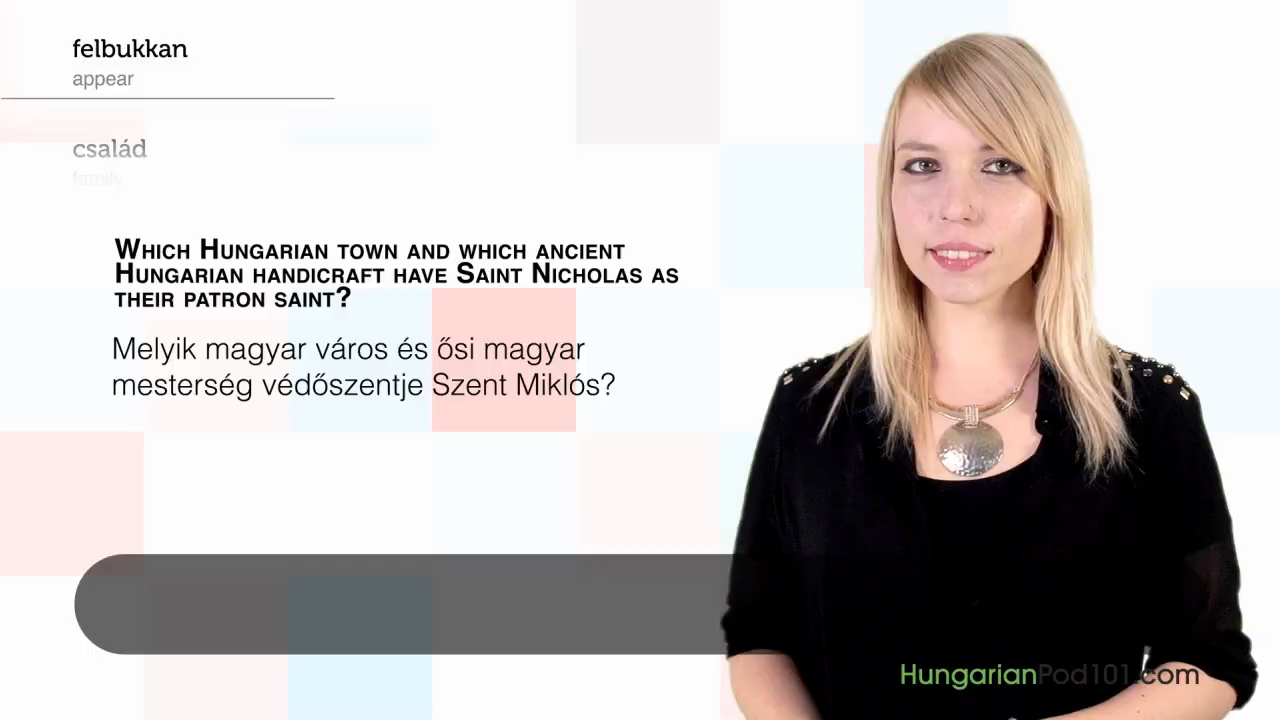 felbukkan
appear
család
family
Which Hungarian town and which ancient
Hungarian handicraft have Saint Nicholas as
their patron saint?
Melyik magyar város és ősi magyar
mesterség védőszentje Szent Miklós?
HungarianPod101.com